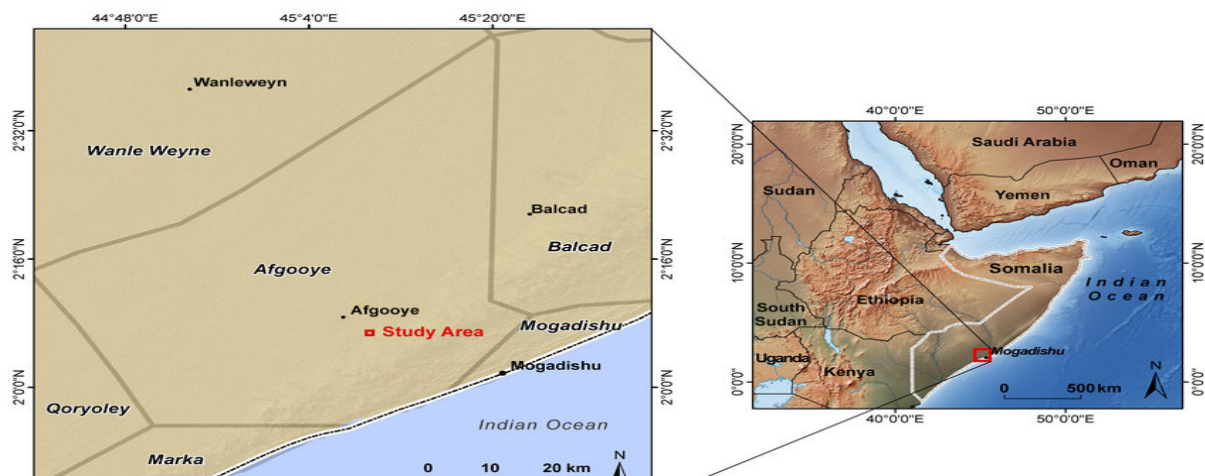 44°48'0"E
45°4'0"E
45°20'0"E
Wanleweyn
2°32'0"N
2°32'0"N
Wanle Weyne
Balcad
Balcad
2°16'0"N
2°16'0"N
Afgooye
Afgooye
Study Area
Mogadishu
Mogadishu
2°0'0"N
2°0'0"N
Qoryoley
Indian Ocean
Marka
0 10 20 km
N
40°0'0"E
50°0'0"E
20°0'0"N
20°0'0"N
Saudi Arabia
Oman
Sudan
Yemen
10°0'0"N
10°0'0"N
Somalia
Indian
Ocean
Ethiopia
South
Sudan
Mogadishu
Uganda
Kenya
N
0°0'0"
0°0'0"
0 500 km
40°0'0"E
50°0'0"E